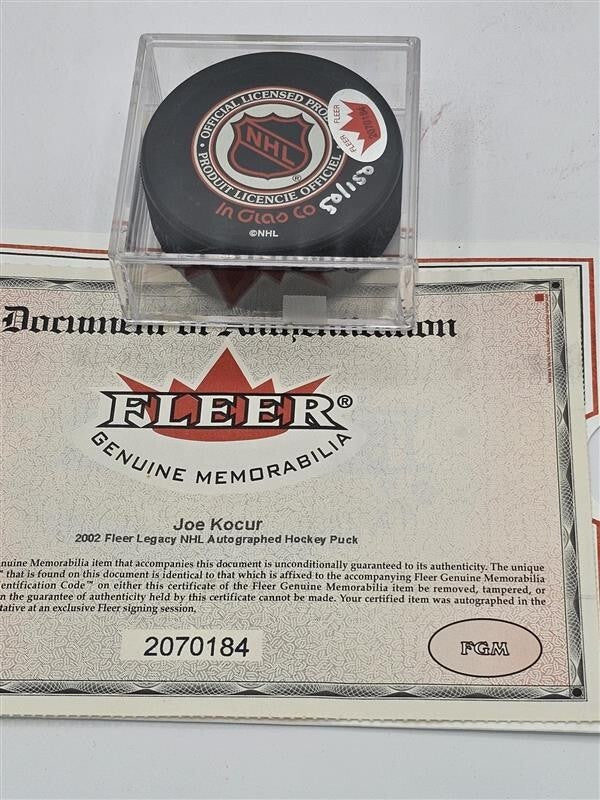 OFFICIAL LICENSED PRO
NHL
®
PRODUIT LICENCIE OFFICIEL
In Glas Co
©NHL
FLEER
2070184
FLEER
Document of Authentication
FLEER®
GENUINE MEMORABILIA
Joe Kocur
2002 Fleer Legacy NHL Autographed Hockey Puck
nuine Memorabilia item that accompanies this document is unconditionally guaranteed to its authenticity. The unique
" that is found on this document is identical to that which is affixed to the accompanying Fleer Genuine Memorabilia
entification Code™ on either this certificate of the Fleer Genuine Memorabilia item be removed, tampered, or
n the guarantee of authenticity held by this certificate cannot be made. Your certified item was autographed in the
tative at an exclusive Fleer signing session.
2070184
FGM